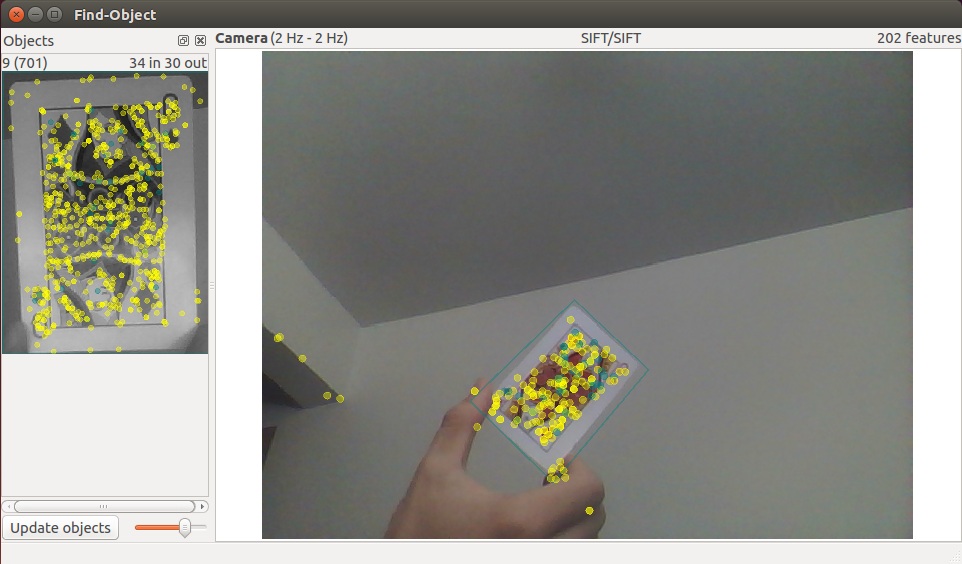 Find-Object
Objects
Camera (2 Hz - 2 Hz) SIFT/SIFT 202 features
9 (701) 34 in 30 out
Update objects